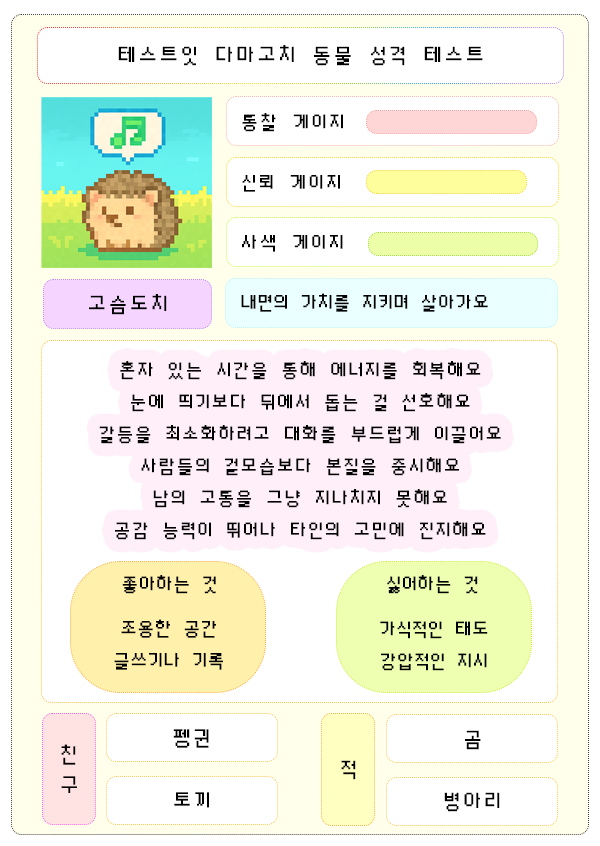 테스트잇 다마고치 동물 성격 테스트
통찰 게이지
신뢰 게이지
사색 게이지
고슴도치
내면의 가치를 지키며 살아가요
혼자 있는 시간을 통해 에너지를 회복해요
눈에 띄기보다 뒤에서 돕는 걸 선호해요
갈등을 최소화하려고 대화를 부드럽게 이끌어요
사람들의 겉모습보다 본질을 중시해요
남의 고통을 그냥 지나치지 못해요
공감 능력이 뛰어나 타인의 고민에 진지해요
좋아하는 것
조용한 공간
글쓰기나 기록
싫어하는 것
가식적인 태도
강압적인 지시
친구
펭귄
토끼
적
곰
병아리